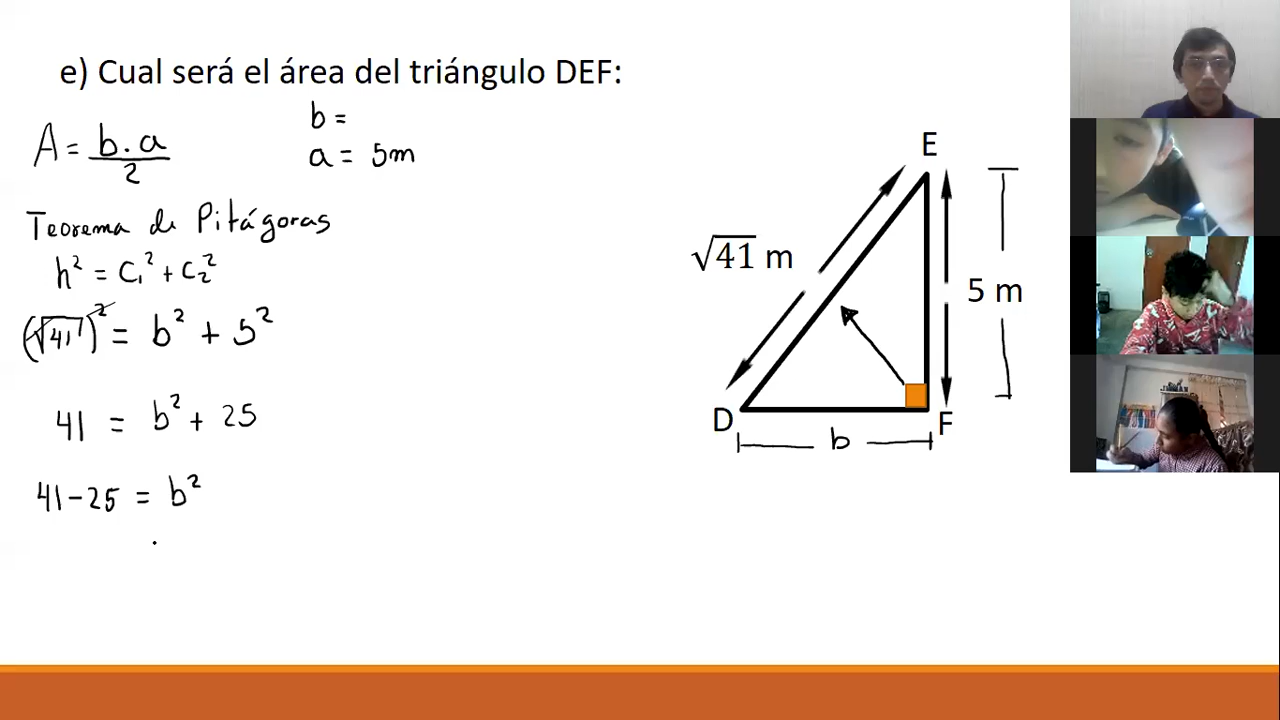 e) Cual será el área del triángulo DEF:
A = b . a / 2
b =
a = 5m
Teorema de Pitágoras
h² = C₁² + C₂²
(√41)² = b² + 5²
41 = b² + 25
41 - 25 = b²
E
√41 m
5 m
D
F
b